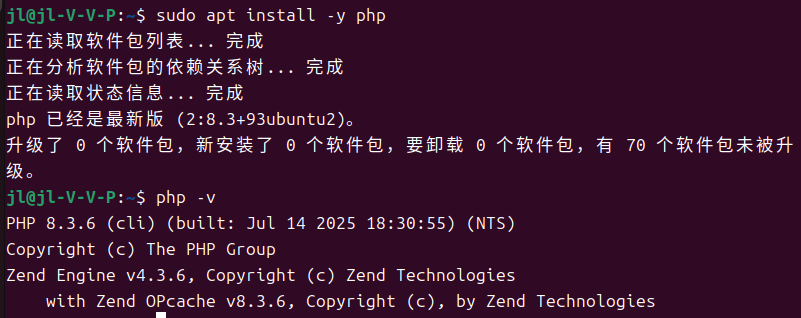 jl@jl-V-V-P:~$ sudo apt install -y php
正在读取软件包列表... 完成
正在分析软件包的依赖关系树... 完成
正在读取状态信息... 完成
php 已经是最新版 (2:8.3+93ubuntu2)。
升级了 0 个软件包，新安装了 0 个软件包，要卸载 0 个软件包，有 70 个软件包未被升
级。
jl@jl-V-V-P:~$ php -v
PHP 8.3.6 (cli) (built: Jul 14 2025 18:30:55) (NTS)
Copyright (c) The PHP Group
Zend Engine v4.3.6, Copyright (c) Zend Technologies
    with Zend OPcache v8.3.6, Copyright (c), by Zend Technologies